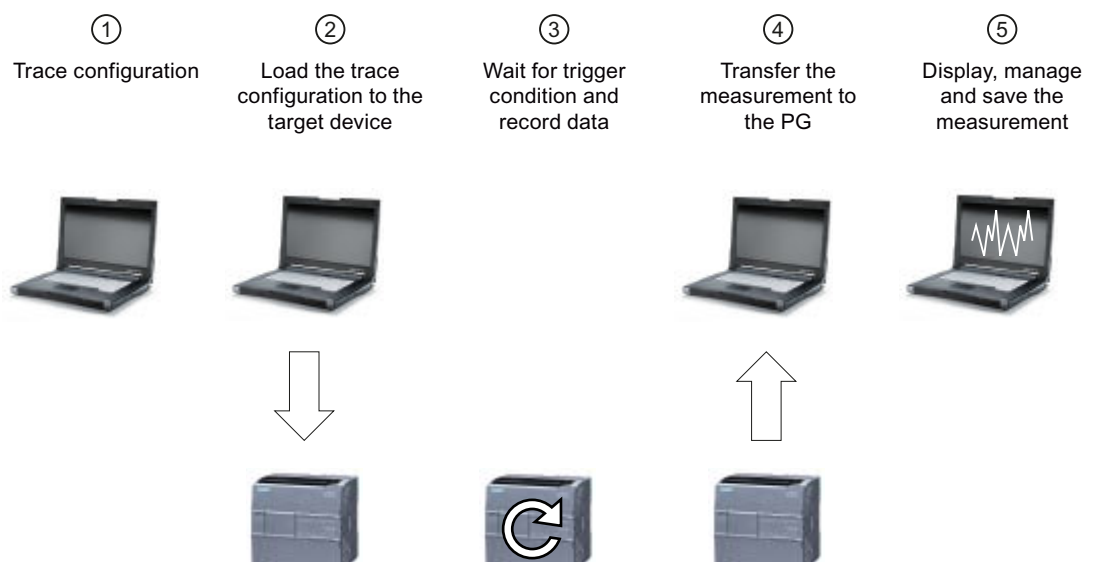 1
Trace configuration
2
Load the trace
configuration to the
target device
3
Wait for trigger
condition and
record data
4
Transfer the
measurement to
the PG
5
Display, manage
and save the
measurement